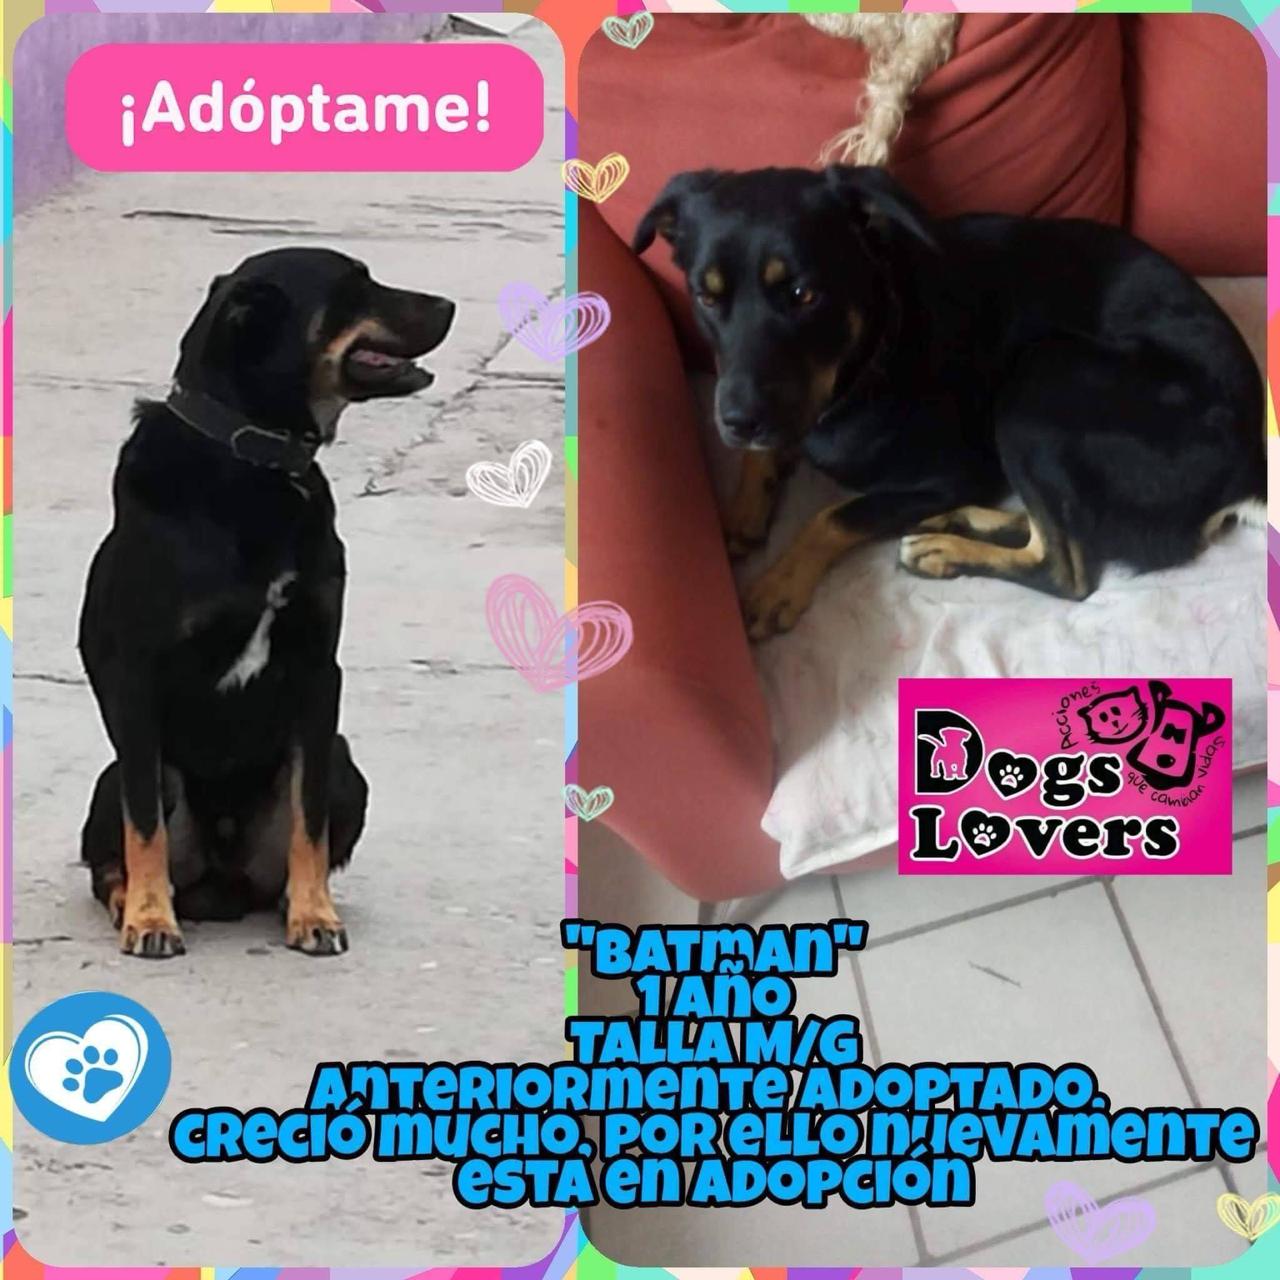 ¡Adóptame!
Acciones
que cambian vidas
Dogs
Lovers
"BATMAN"
1 AÑO
TALLA M/G
ANTERIORMENTE ADOPTADO.
CRECIÓ MUCHO, POR ELLO NUEVAMENTE
ESTA EN ADOPCIÓN